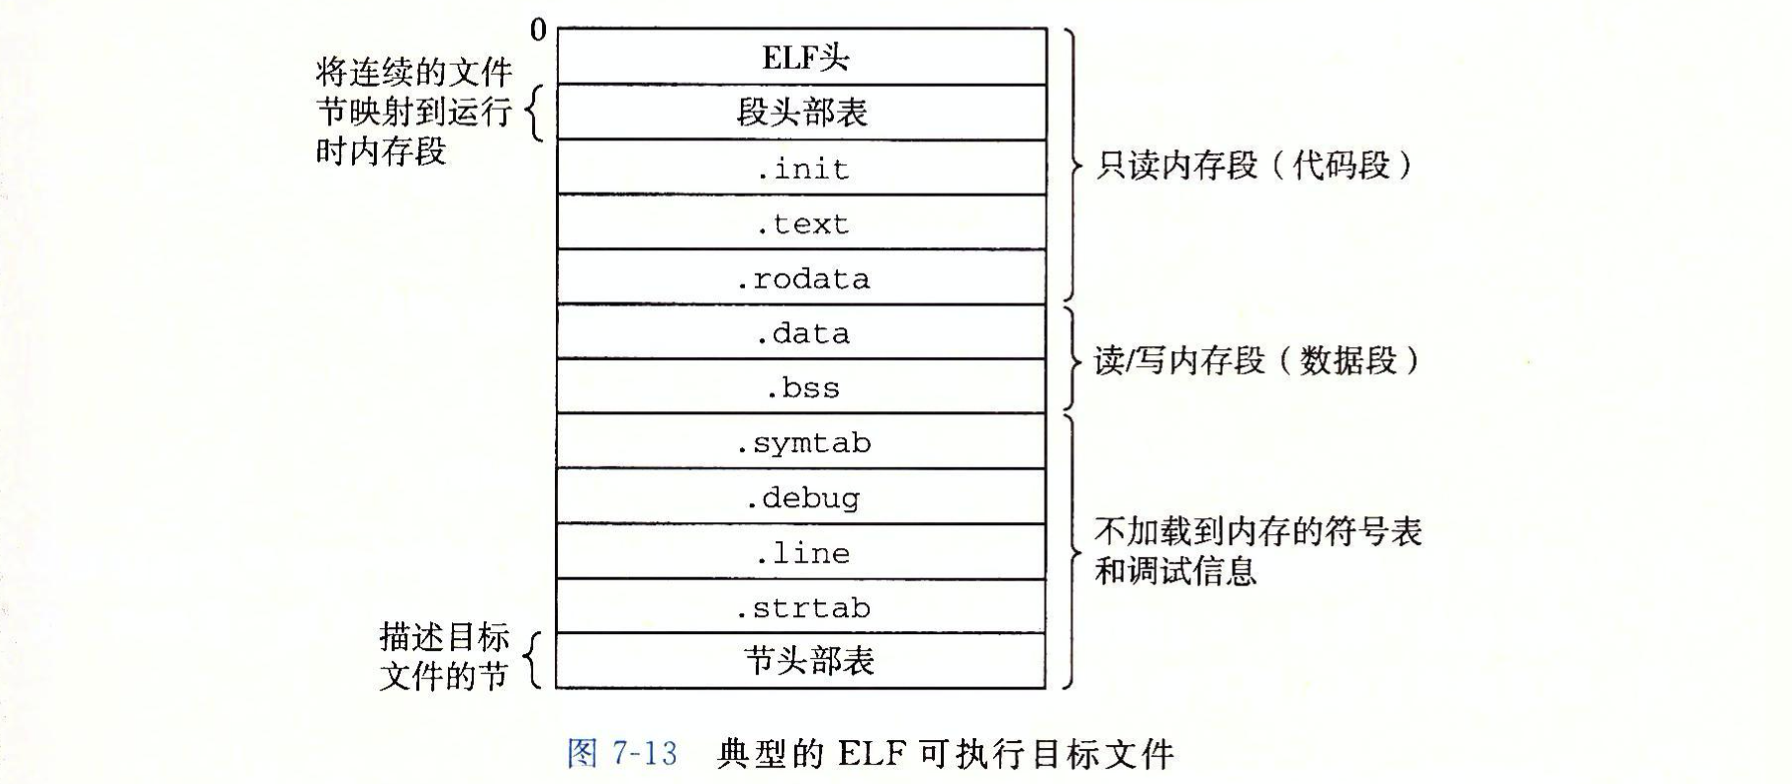 0
ELF头
将连续的文件
节映射到运行
时内存段
段头部表
.init
.text
.rodata
只读内存段（代码段）
.data
.bss
读/写内存段（数据段）
.symtab
.debug
.line
.strtab
不加载到内存的符号表
和调试信息
描述目标
文件的节
节头部表
图 7-13 典型的 ELF 可执行目标文件